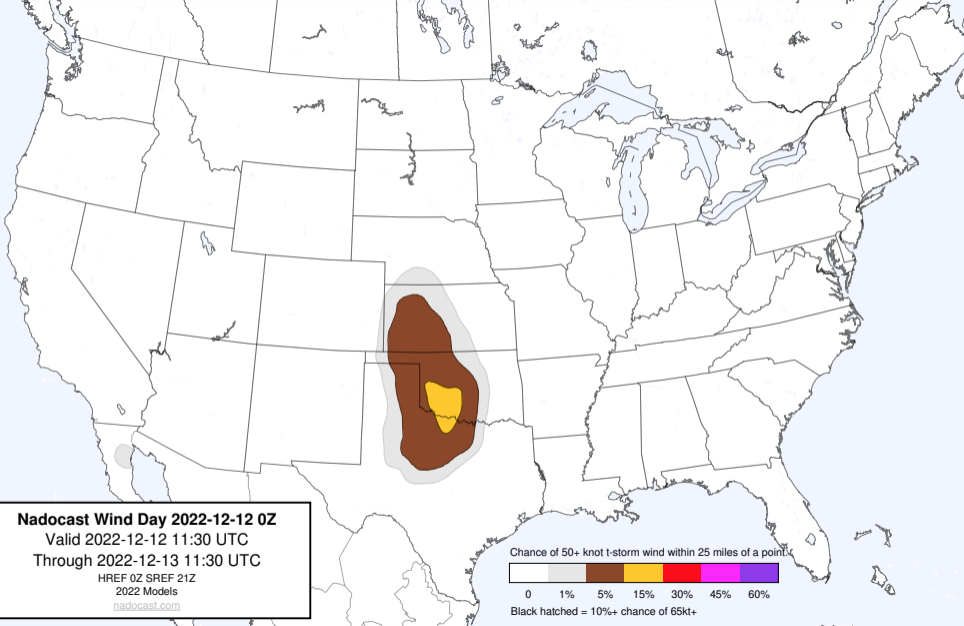 Nadocast Wind Day 2022-12-12 0Z
Valid 2022-12-12 11:30 UTC
Through 2022-12-13 11:30 UTC
HREF 0Z SREF 21Z
2022 Models
nadocast.com
Chance of 50+ knot t-storm wind within 25 miles of a point.
0 1% 5% 15% 30% 45% 60%
Black hatched = 10%+ chance of 65kt+